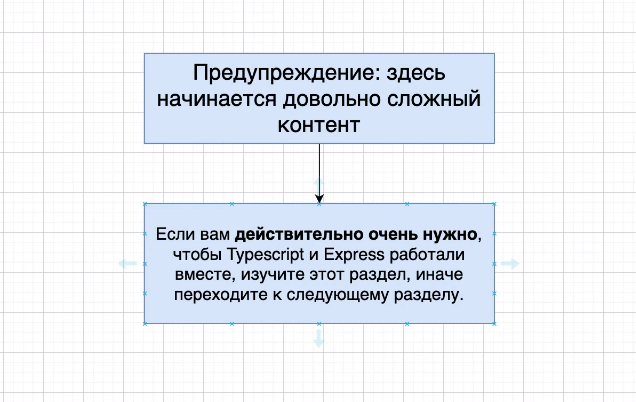 Предупреждение: здесь
начинается довольно сложный
контент
Если вам действительно очень нужно,
чтобы Typescript и Express работали
вместе, изучите этот раздел, иначе
переходите к следующему разделу.